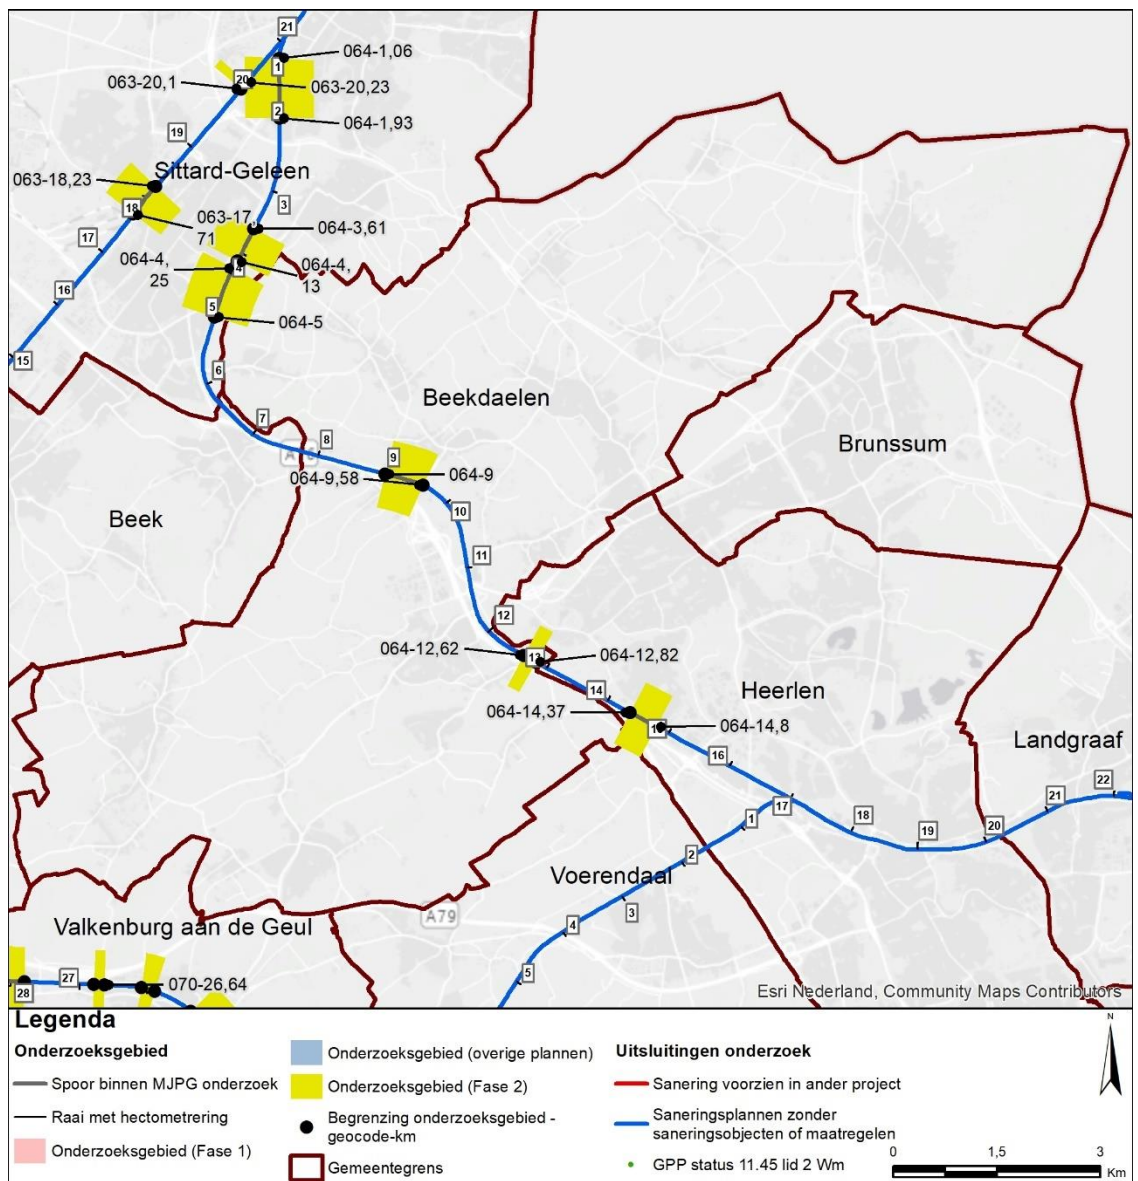 21
064-1,06
1
20
063-20,1
063-20,23
2
064-1,93
19
Sittard-Geleen
063-18,23
3
18
063-17,
71
064-3,61
17
064-4,
25
4
064-4,
13
16
5
064-5
15
6
Beekdaelen
7
8
Brunssum
9
064-9
064-9,58
10
Beek
11
12
064-12,62
13
064-12,82
14
Heerlen
064-14,37
064-14,8
16
Landgraaf
22
21
17
1
18
19
20
2
Voerendaal
3
A79
4
Valkenburg aan de Geul
5
27
070-26,64
28
Esri Nederland, Community Maps Contributors
Legenda
Onderzoeksgebied
Spoor binnen MJPG onderzoek
Raai met hectometrering
Onderzoeksgebied (Fase 1)
Onderzoeksgebied (overige plannen)
Onderzoeksgebied (Fase 2)
Begrenzing onderzoeksgebied -
geocode-km
Gemeentegrens
Uitsluitingen onderzoek
Sanering voorzien in ander project
Saneringsplannen zonder
saneringsobjecten of maatregelen
GPP status 11.45 lid 2 Wm
N
0 1,5 3
Km